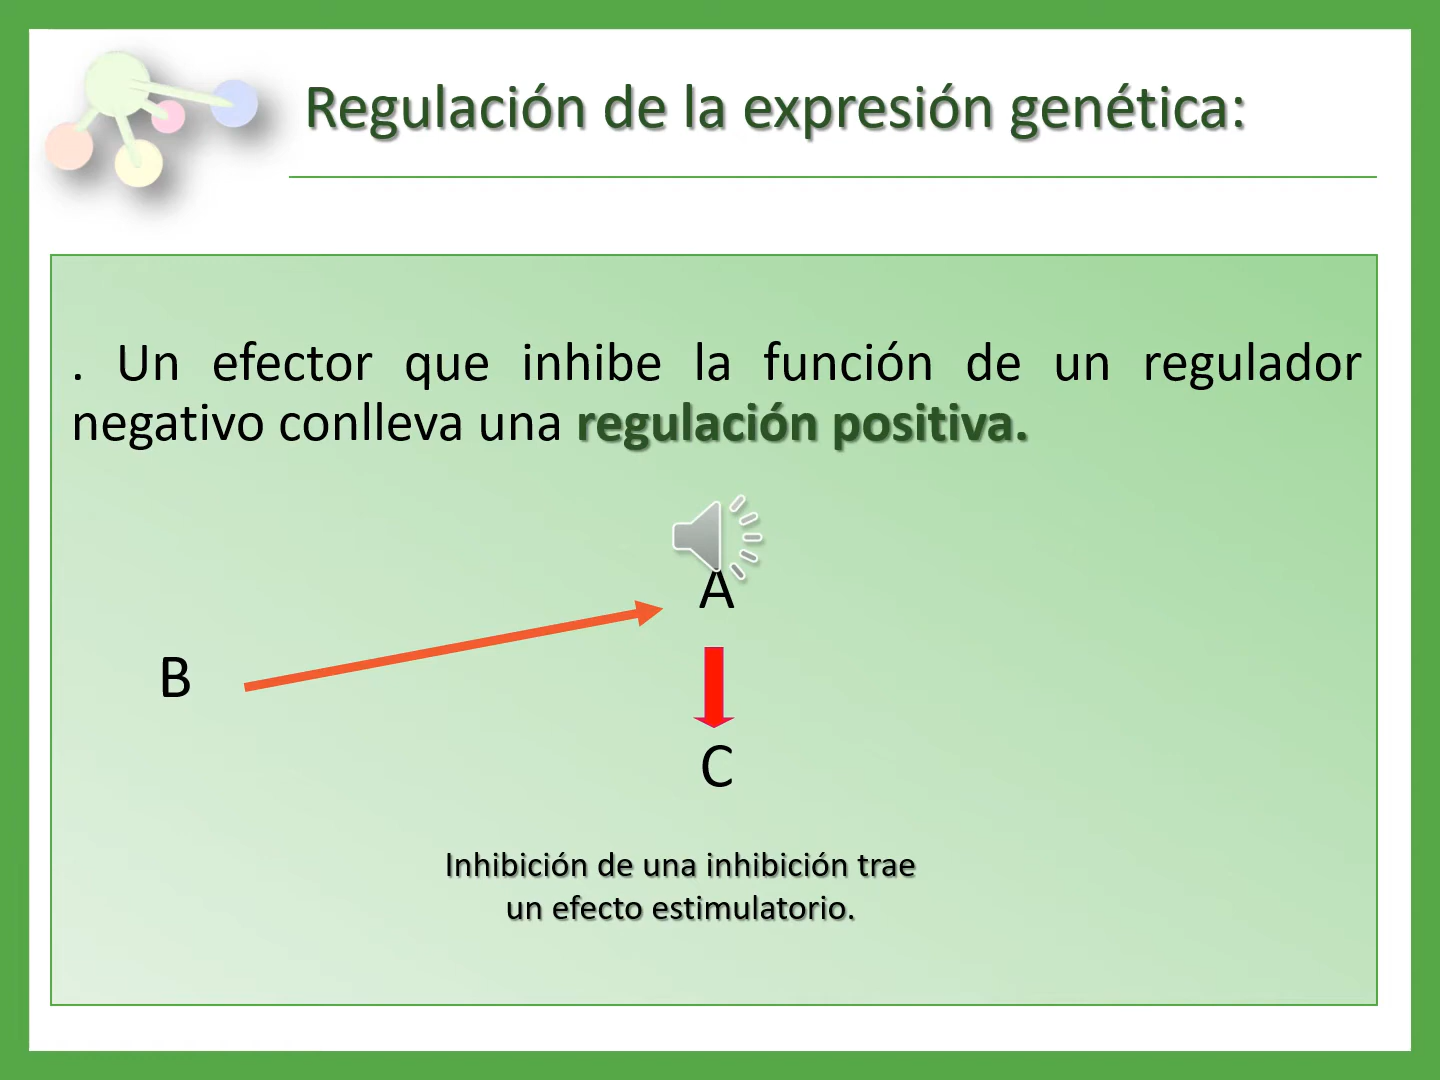 Regulación de la expresión genética:
. Un efector que inhibe la función de un regulador
negativo conlleva una regulación positiva.
A
B
C
Inhibición de una inhibición trae
un efecto estimulatorio.